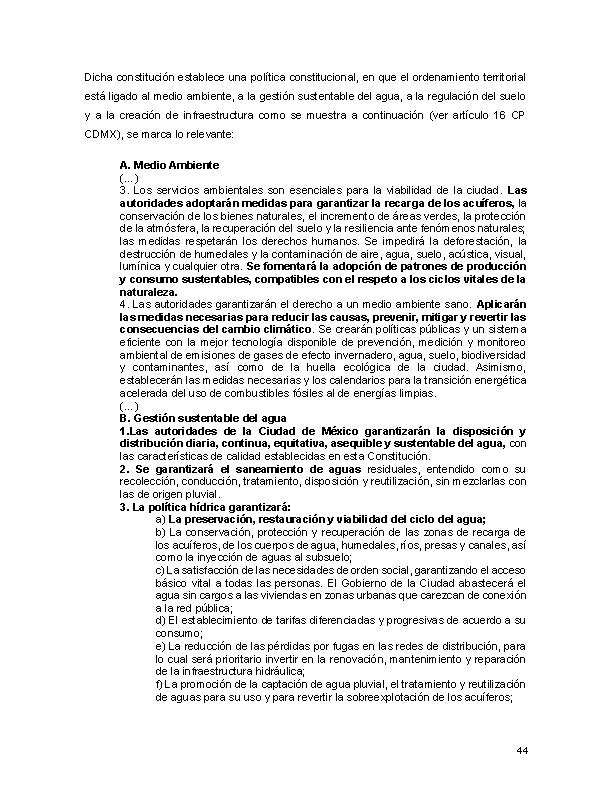 Dicha constitución establece una política constitucional, en que el ordenamiento territorial
está ligado al medio ambiente, a la gestión sustentable del agua, a la regulación del suelo
y a la creación de infraestructura como se muestra a continuación (ver artículo 16 CP
CDMX), se marca lo relevante:
A. Medio Ambiente
(…)
3. Los servicios ambientales son esenciales para la viabilidad de la ciudad. Las
autoridades adoptarán medidas para garantizar la recarga de los acuíferos, la
conservación de los bienes naturales, el incremento de áreas verdes, la protección
de la atmósfera, la recuperación del suelo y la resiliencia ante fenómenos naturales;
las medidas respetarán los derechos humanos. Se impedirá la deforestación, la
destrucción de humedales y la contaminación de aire, agua, suelo, acústica, visual,
lumínica y cualquier otra. Se fomentará la adopción de patrones de producción
y consumo sustentables, compatibles con el respeto a los ciclos vitales de la
naturaleza.
4. Las autoridades garantizarán el derecho a un medio ambiente sano. Aplicarán
las medidas necesarias para reducir las causas, prevenir, mitigar y revertir las
consecuencias del cambio climático. Se crearán políticas públicas y un sistema
eficiente con la mejor tecnología disponible de prevención, medición y monitoreo
ambiental de emisiones de gases de efecto invernadero, agua, suelo, biodiversidad
y contaminantes, así como de la huella ecológica de la ciudad. Asimismo,
establecerán las medidas necesarias y los calendarios para la transición energética
acelerada del uso de combustibles fósiles al de energías limpias.
(…)
B. Gestión sustentable del agua
1.Las autoridades de la Ciudad de México garantizarán la disposición y
distribución diaria, continua, equitativa, asequible y sustentable del agua, con
las características de calidad establecidas en esta Constitución.
2. Se garantizará el saneamiento de aguas residuales, entendido como su
recolección, conducción, tratamiento, disposición y reutilización, sin mezclarlas con
las de origen pluvial.
3. La política hídrica garantizará:
a) La preservación, restauración y viabilidad del ciclo del agua;
b) La conservación, protección y recuperación de las zonas de recarga de
los acuíferos, de los cuerpos de agua, humedales, ríos, presas y canales, así
como la inyección de aguas al subsuelo;
c) La satisfacción de las necesidades de orden social, garantizando el acceso
básico vital a todas las personas. El Gobierno de la Ciudad abastecerá el
agua sin cargos a las viviendas en zonas urbanas que carezcan de conexión
a la red pública;
d) El establecimiento de tarifas diferenciadas y progresivas de acuerdo a su
consumo;
e) La reducción de las pérdidas por fugas en las redes de distribución, para
lo cual será prioritario invertir en la renovación, mantenimiento y reparación
de la infraestructura hidráulica;
f) La promoción de la captación de agua pluvial, el tratamiento y reutilización
de aguas para su uso y para revertir la sobreexplotación de los acuíferos;
44